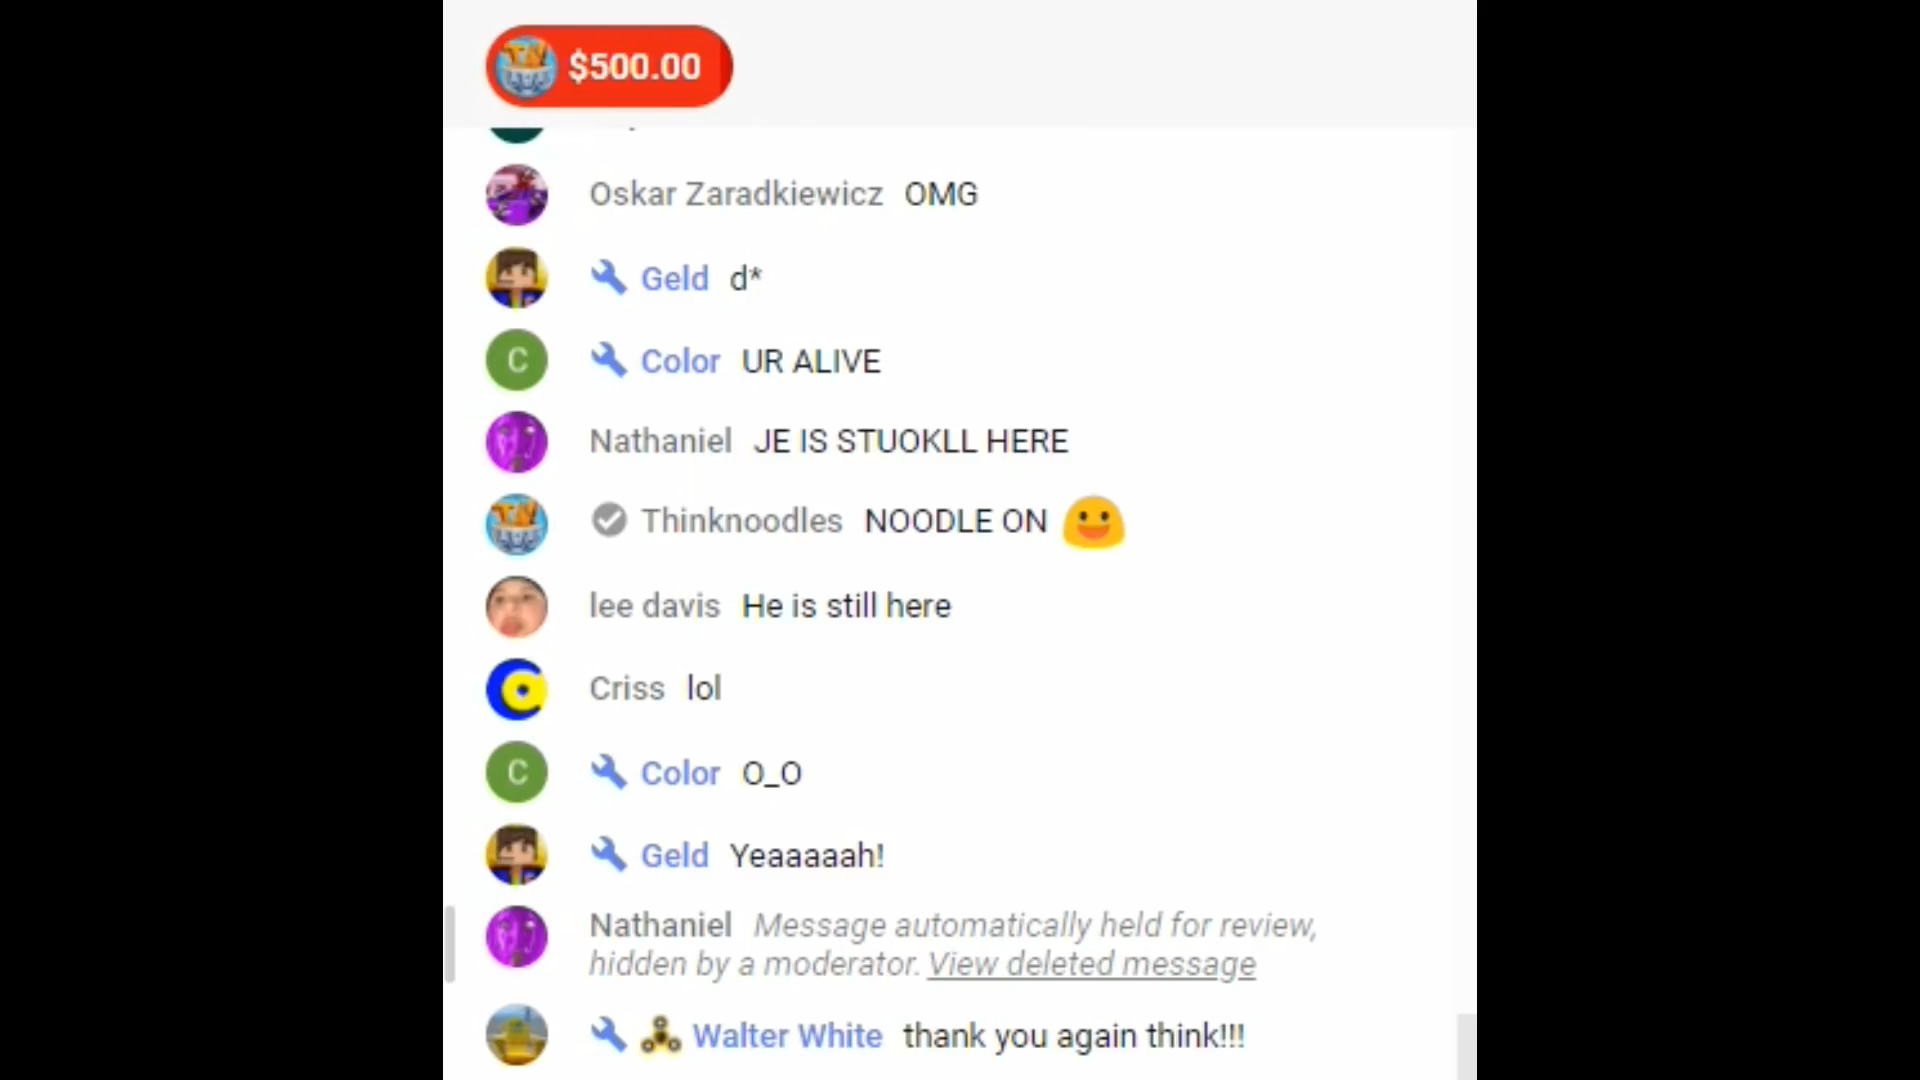 $500.00
Oskar Zaradkiewicz OMG
Geld d*
C Color UR ALIVE
Nathaniel JE IS STUOKLL HERE
Thinknoodles NOODLE ON
lee davis He is still here
Criss lol
C Color O_O
Geld Yeaaaaah!
Nathaniel Message automatically held for review,
hidden by a moderator. View deleted message
Walter White thank you again think!!!